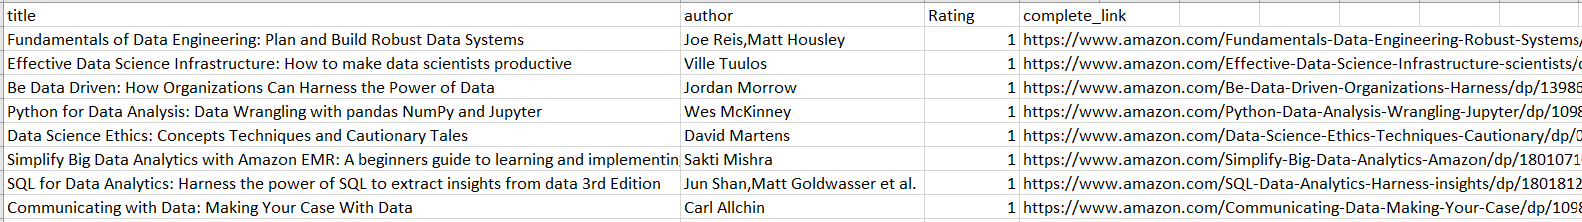 title author Rating complete_link
Fundamentals of Data Engineering: Plan and Build Robust Data Systems Joe Reis,Matt Housley 1 https://www.amazon.com/Fundamentals-Data-Engineering-Robust-Systems/
Effective Data Science Infrastructure: How to make data scientists productive Ville Tuulos 1 https://www.amazon.com/Effective-Data-Science-Infrastructure-scientists/
Be Data Driven: How Organizations Can Harness the Power of Data Jordan Morrow 1 https://www.amazon.com/Be-Data-Driven-Organizations-Harness/dp/13986
Python for Data Analysis: Data Wrangling with pandas NumPy and Jupyter Wes McKinney 1 https://www.amazon.com/Python-Data-Analysis-Wrangling-Jupyter/dp/1098
Data Science Ethics: Concepts Techniques and Cautionary Tales David Martens 1 https://www.amazon.com/Data-Science-Ethics-Techniques-Cautionary/dp/0
Simplify Big Data Analytics with Amazon EMR: A beginners guide to learning and implementin Sakti Mishra 1 https://www.amazon.com/Simplify-Big-Data-Analytics-Amazon/dp/1801071
SQL for Data Analytics: Harness the power of SQL to extract insights from data 3rd Edition Jun Shan,Matt Goldwasser et al. 1 https://www.amazon.com/SQL-Data-Analytics-Harness-insights/dp/1801812
Communicating with Data: Making Your Case With Data Carl Allchin 1 https://www.amazon.com/Communicating-Data-Making-Your-Case/dp/1098